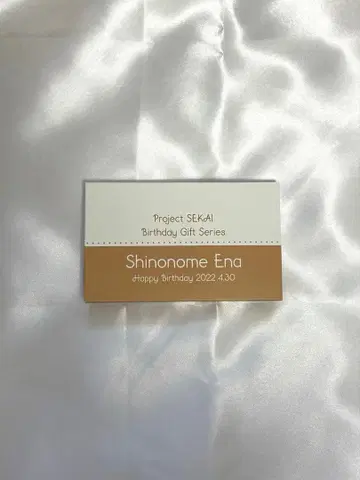 Project SEKAI
Birthday Gift Series
Shinonome Ena
Happy Birthday 2022 4.30